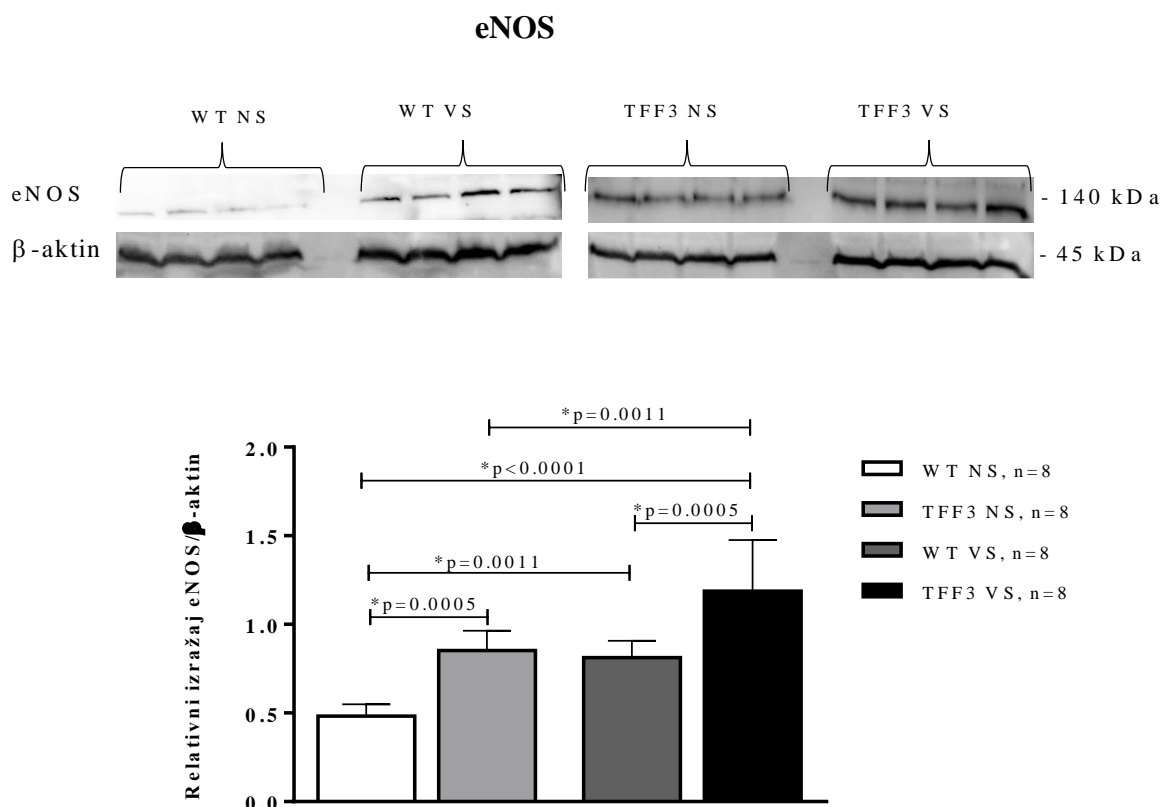 eNOS
WT NS
WT VS
TFF3 NS
TFF3 VS
eNOS
- 140 kDa
β-aktin
- 45 kDa
*p=0.0011
*p<0.0001
*p=0.0005
*p=0.0011
*p=0.0005
2.0
1.5
1.0
0.5
0.0
Relativni izražaj eNOS/β-aktin
WT NS, n=8
TFF3 NS, n=8
WT VS, n=8
TFF3 VS, n=8